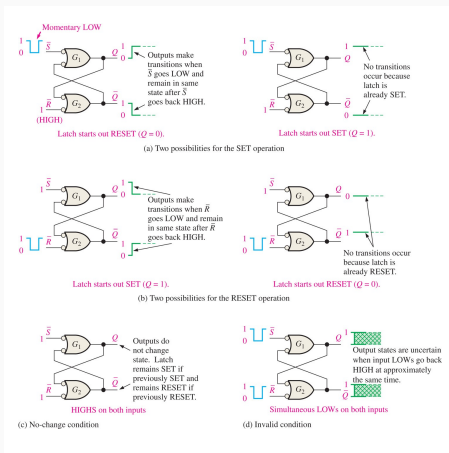 Momentary LOW
1
0
S̄
G₁
Q
1
0
Outputs make
transitions when
S̄ goes LOW and
remain in same
state after S̄
goes back HIGH.
1
R̄
(HIGH)
G₂
Q̄
1
0
Latch starts out RESET (Q = 0).
1
0
S̄
G₁
1
Q
No transitions
occur because
latch is
already SET.
1
R̄
G₂
Q̄
0
Latch starts out SET (Q = 1).
(a) Two possibilities for the SET operation
1
S̄
G₁
Q
1
0
Outputs make
transitions when R̄
goes LOW and remain
in same state after R̄
goes back HIGH.
1
0
R̄
G₂
Q̄
1
0
Latch starts out SET (Q = 1).
1
S̄
G₁
Q
0
1
0
R̄
G₂
Q̄
1
No transitions occur
because latch is
already RESET.
Latch starts out RESET (Q = 0).
(b) Two possibilities for the RESET operation
1
S̄
G₁
Q
Outputs do
not change
state. Latch
remains SET if
previously SET and
remains RESET if
previously RESET.
1
R̄
G₂
Q̄
HIGHS on both inputs
(c) No-change condition
1
0
S̄
G₁
Q
1
0
Output states are uncertain
when input LOWs go back
HIGH at approximately
the same time.
1
0
R̄
G₂
Q̄
1
0
Simultaneous LOWs on both inputs
(d) Invalid condition